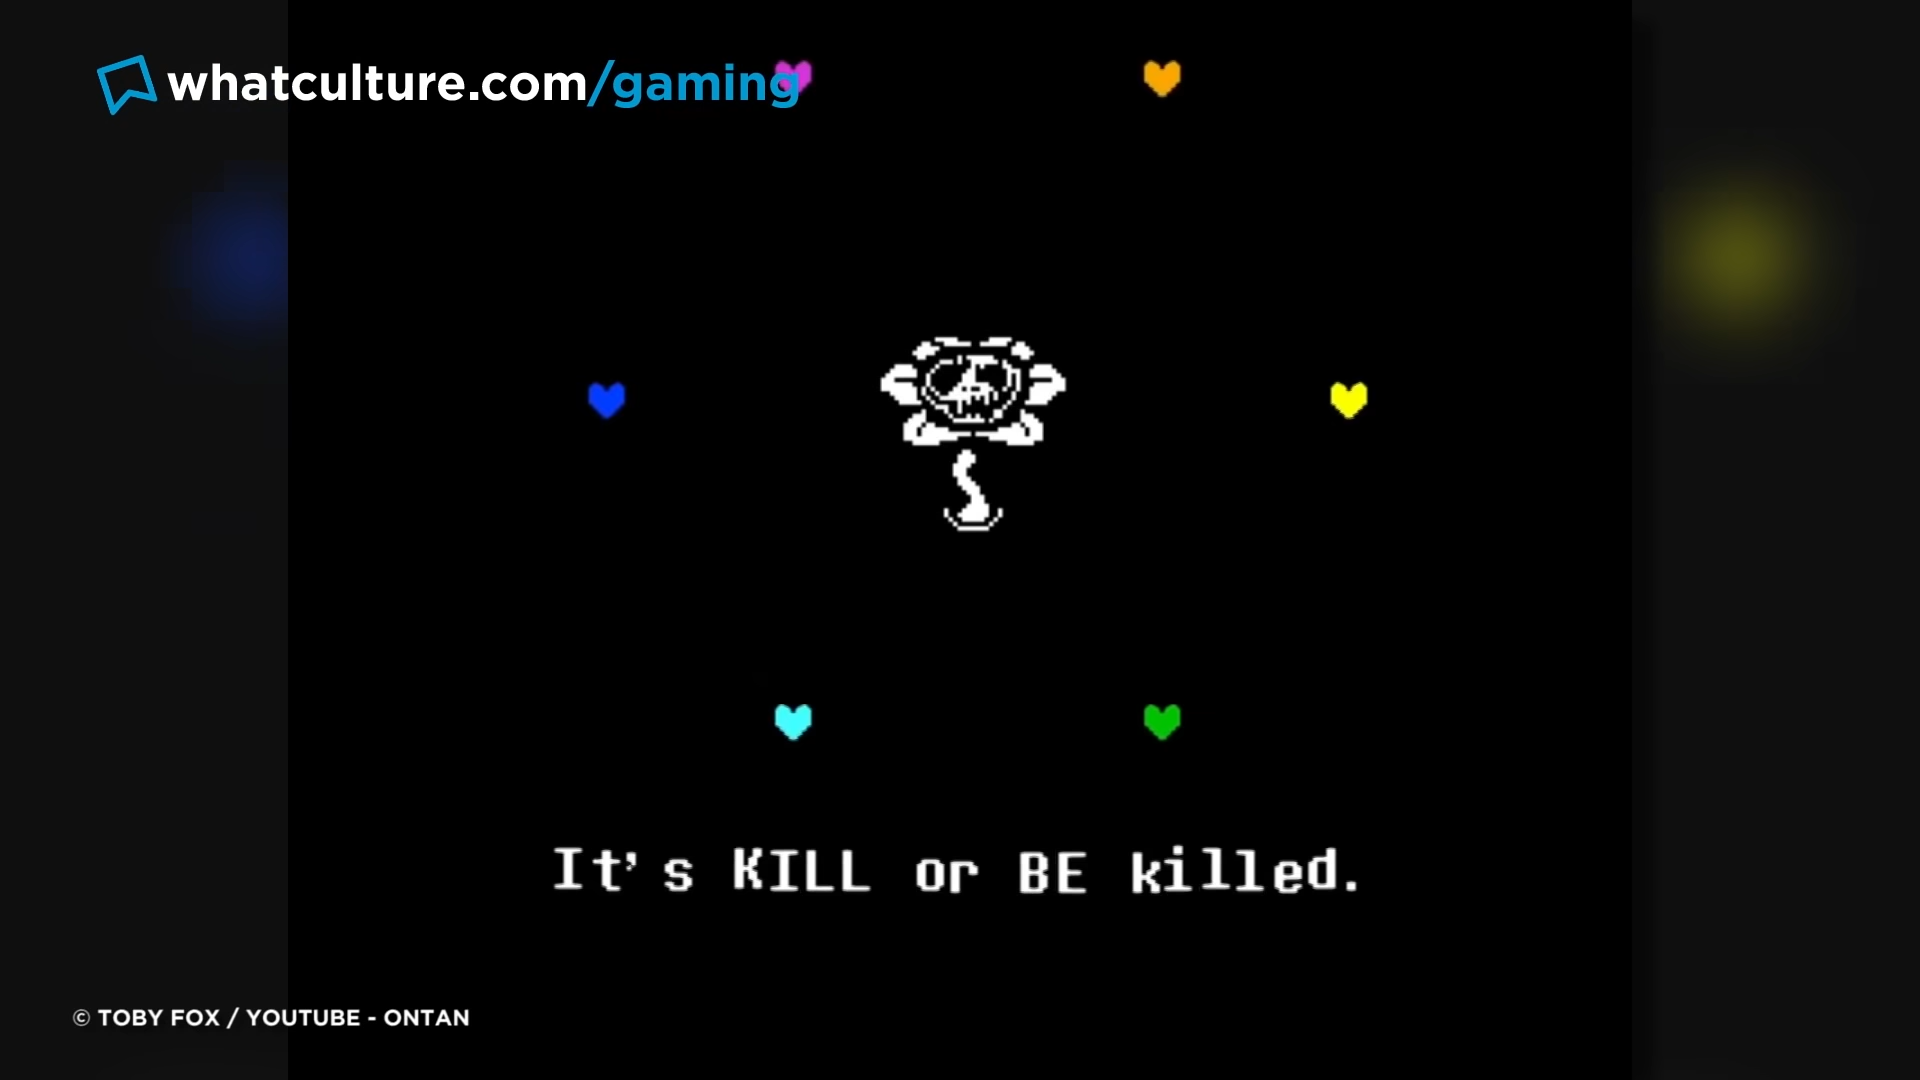 whatculture.com/gaming
It's KILL or BE killed.
© TOBY FOX / YOUTUBE - ONTAN